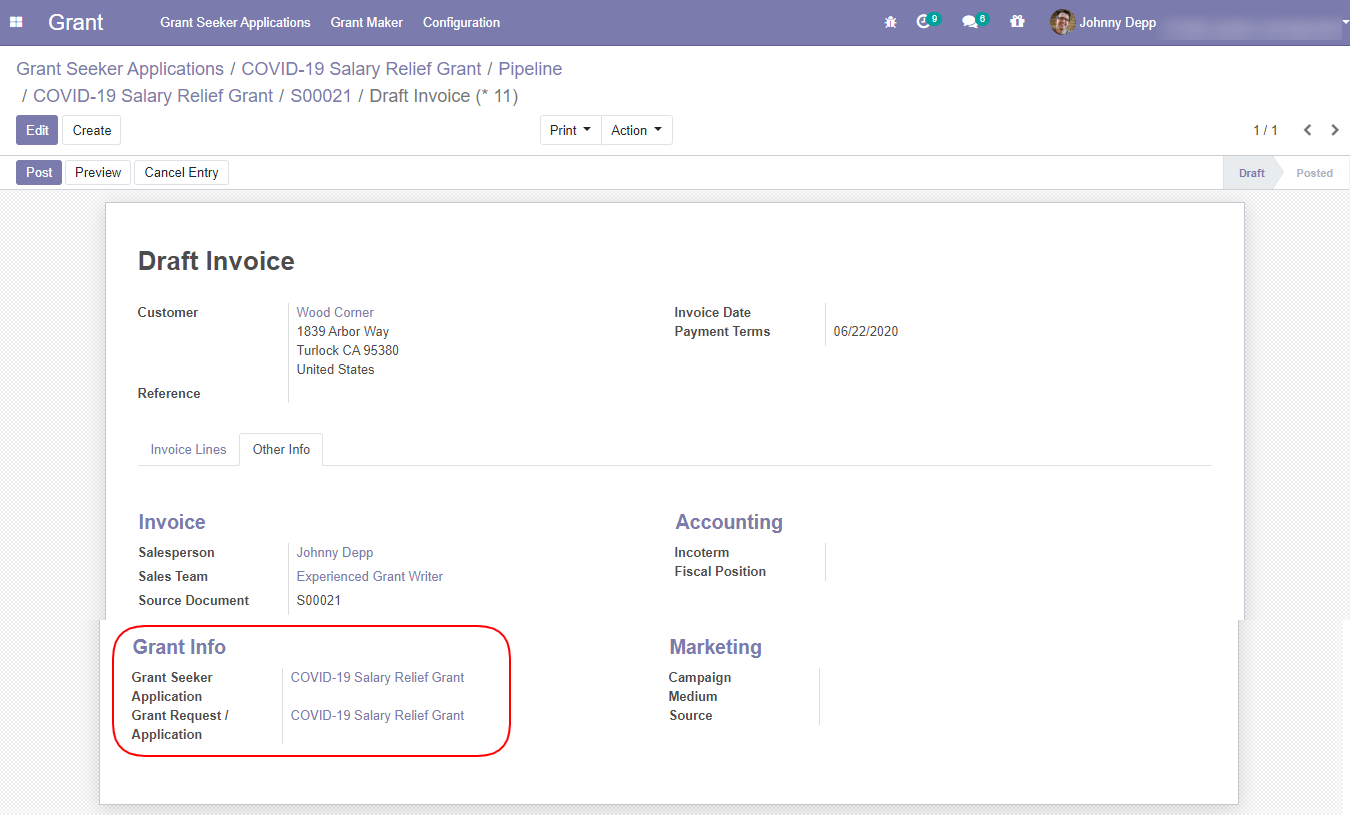 Grant Grant Seeker Applications Grant Maker Configuration 9 6 Johnny Depp
Grant Seeker Applications / COVID-19 Salary Relief Grant / Pipeline
/ COVID-19 Salary Relief Grant / S00021 / Draft Invoice (* 11)
Edit Create Print Action 1 / 1
Post Preview Cancel Entry Draft Posted
Draft Invoice
Customer Wood Corner Invoice Date
1839 Arbor Way Payment Terms 06/22/2020
Turlock CA 95380
United States
Reference
Invoice Lines Other Info
Invoice Accounting
Salesperson Johnny Depp Incoterm
Sales Team Experienced Grant Writer Fiscal Position
Source Document S00021
Grant Info Marketing
Grant Seeker COVID-19 Salary Relief Grant Campaign
Application Medium
Grant Request / COVID-19 Salary Relief Grant Source
Application